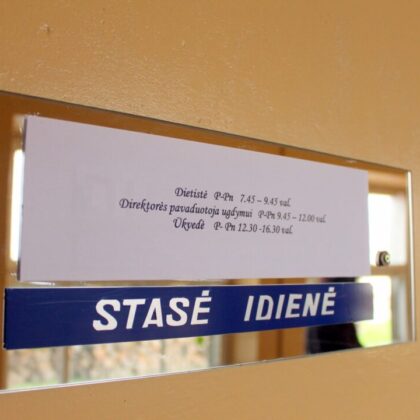 Dietistė P-Pn 7.45 – 9.45 val.
Direktorės pavaduotoja ugdymui P-Pn 9.45 – 12.00 val.
Ūkvedė P- Pn 12.30 -16.30 val.
STASĖ IDIENĖ